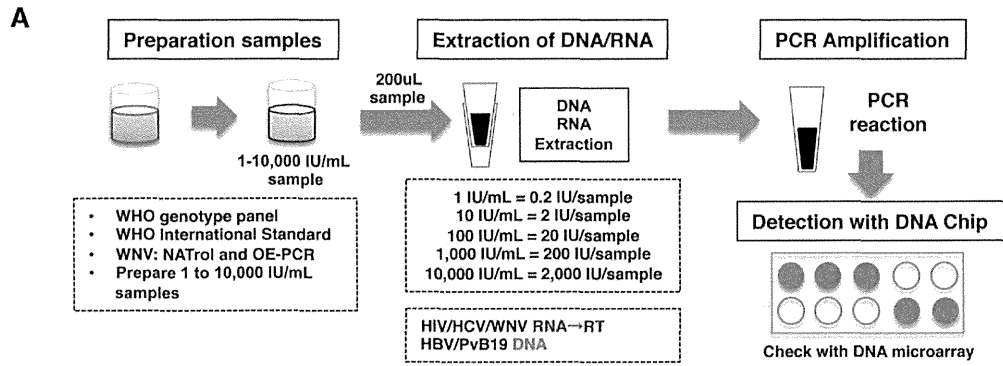 A
Preparation samples
1-10,000 IU/mL
sample
• WHO genotype panel
• WHO International Standard
• WNV: NATrol and OE-PCR
• Prepare 1 to 10,000 IU/mL
samples
200uL
sample
Extraction of DNA/RNA
DNA
RNA
Extraction
1 IU/mL = 0.2 IU/sample
10 IU/mL = 2 IU/sample
100 IU/mL = 20 IU/sample
1,000 IU/mL = 200 IU/sample
10,000 IU/mL = 2,000 IU/sample
HIV/HCV/WNV RNA→RT
HBV/PvB19 DNA
PCR Amplification
PCR
reaction
Detection with DNA Chip
Check with DNA microarray